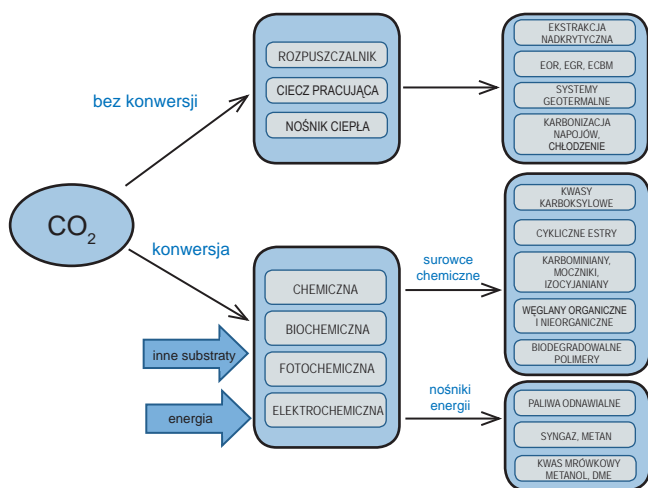 EKSTRAKCJA
NADKRYTYCZNA
ROZPUSZCZALNIK
EOR, EGR, ECBM
CIECZ PRACUJĄCA
SYSTEMY
GEOTERMALNE
bez konwersji
NOŚNIK CIEPŁA
KARBONIZACJA
NAPOJÓW,
CHŁODZENIE
KWASY
KARBOKSYLOWE
CO2
CYKLICZNE ESTRY
konwersja
surowce
chemiczne
KARBOMINIANY,
MOCZNIKI,
IZOCYJANIANY
CHEMICZNA
BIOCHEMICZNA
WĘGLANY ORGANICZNE
I NIEORGANICZNE
inne substraty
BIODEGRADOWALNE
POLIMERY
FOTOCHEMICZNA
nośniki
energii
energia
ELEKTROCHEMICZNA
PALIWA ODNAWIALNE
SYNGAZ, METAN
KWAS MRÓWKOWY
METANOL, DME